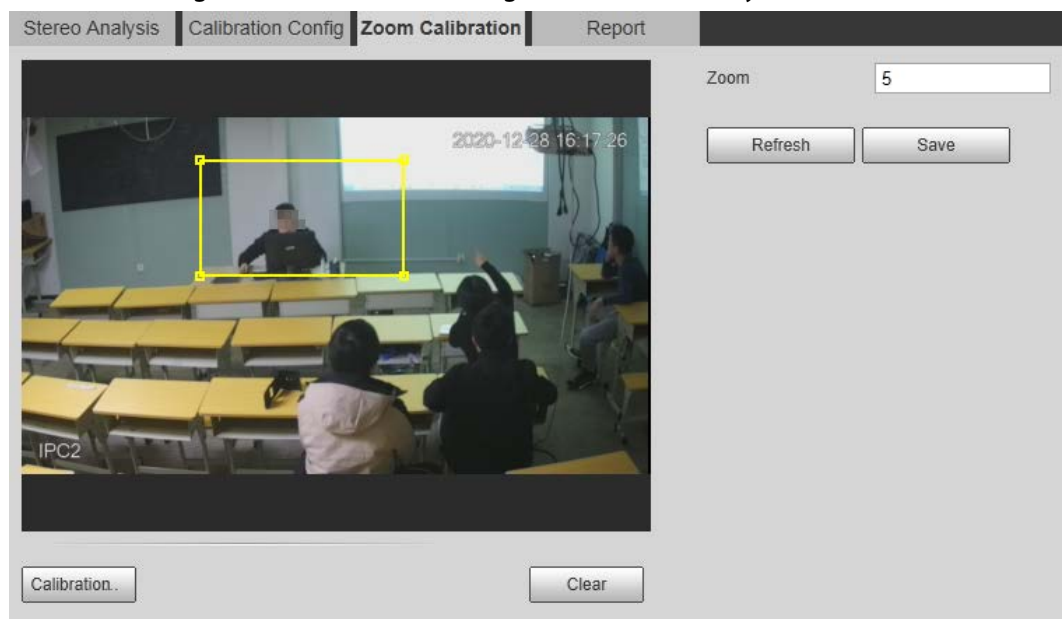 Stereo Analysis Calibration Config Zoom Calibration Report
Zoom 5
2020-12-28 16:17:26
Refresh Save
IPC2
Calibration.. Clear